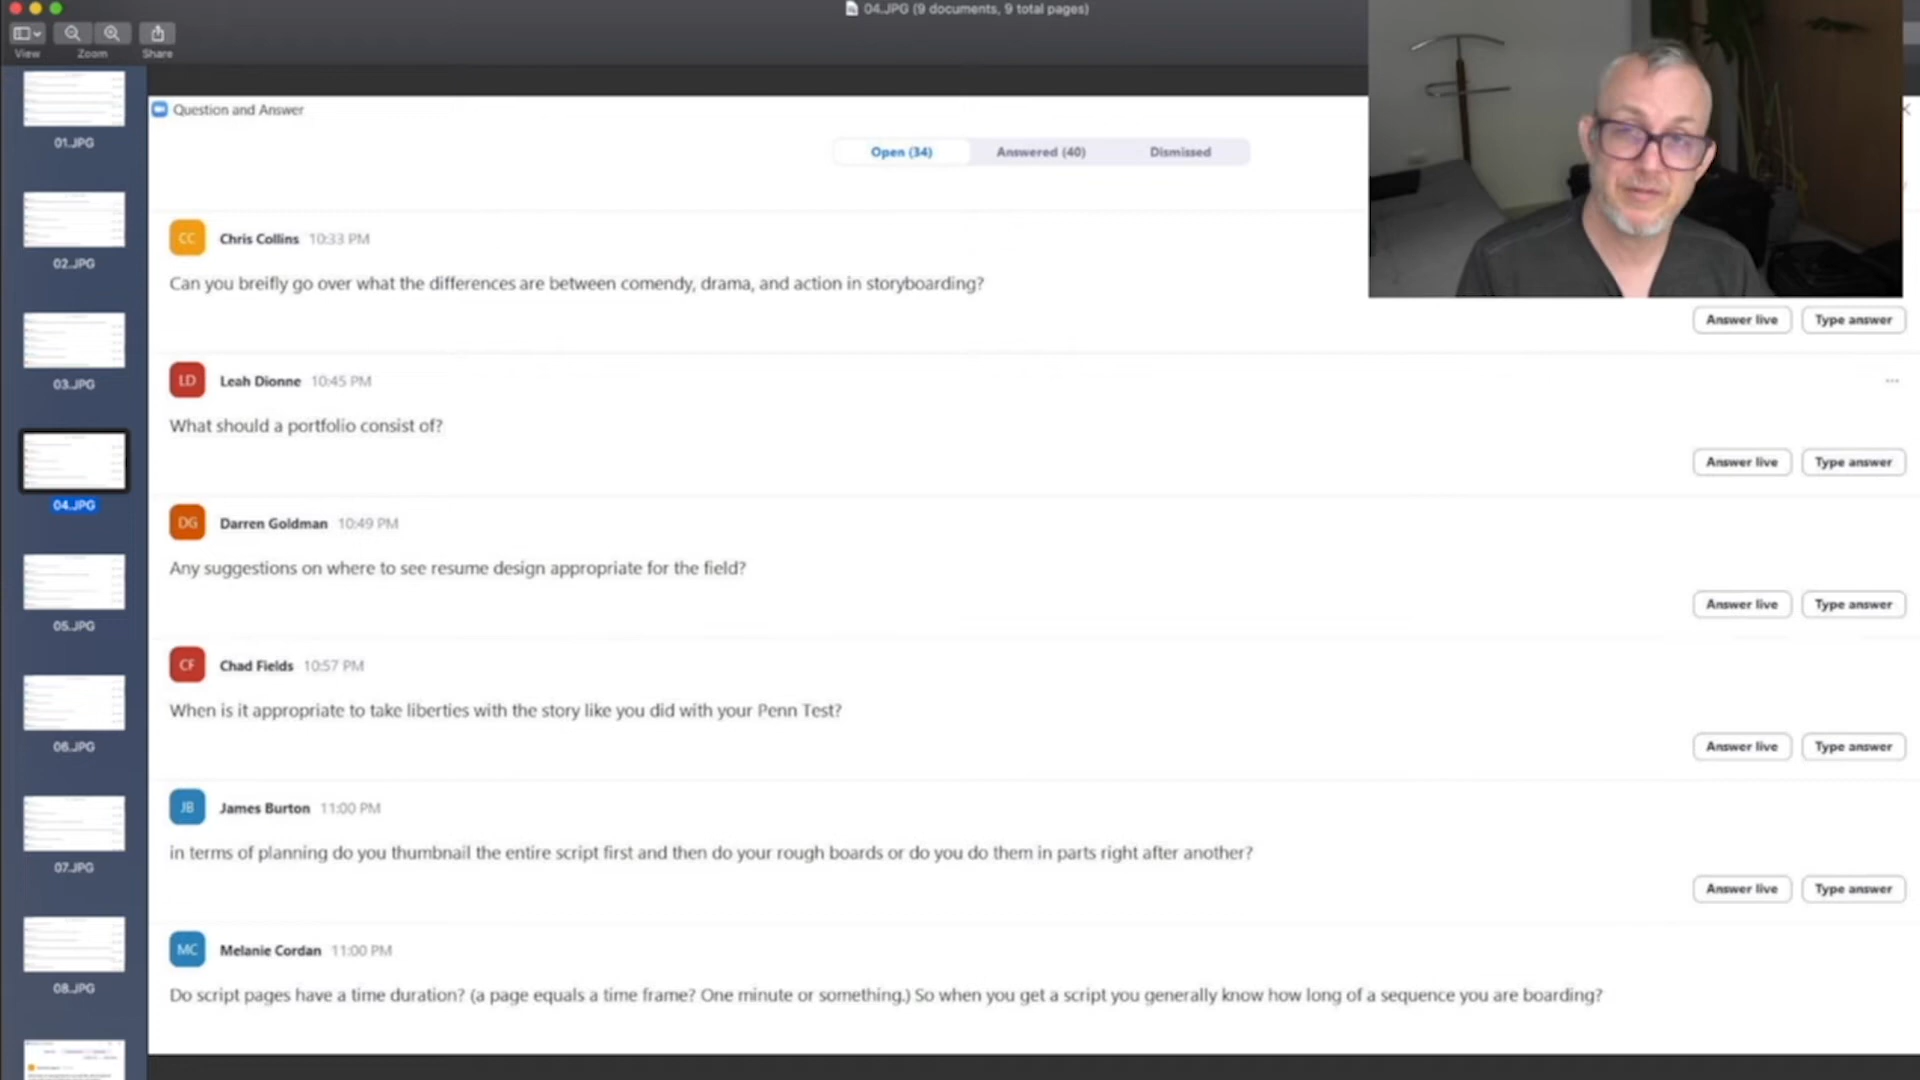 04.JPG (9 documents, 9 total pages)
View
Zoom
Share
01.JPG
02.JPG
03.JPG
04.JPG
05.JPG
06.JPG
07.JPG
08.JPG
Question and Answer
Open (34)
Answered (40)
Dismissed
CC Chris Collins 10:33 PM
Can you breifly go over what the differences are between comendy, drama, and action in storyboarding?
Answer live Type answer
LD Leah Dionne 10:45 PM
What should a portfolio consist of?
Answer live Type answer
DG Darren Goldman 10:49 PM
Any suggestions on where to see resume design appropriate for the field?
Answer live Type answer
CF Chad Fields 10:57 PM
When is it appropriate to take liberties with the story like you did with your Penn Test?
Answer live Type answer
JB James Burton 11:00 PM
in terms of planning do you thumbnail the entire script first and then do your rough boards or do you do them in parts right after another?
Answer live Type answer
MC Melanie Cordan 11:00 PM
Do script pages have a time duration? (a page equals a time frame? One minute or something.) So when you get a script you generally know how long of a sequence you are boarding?